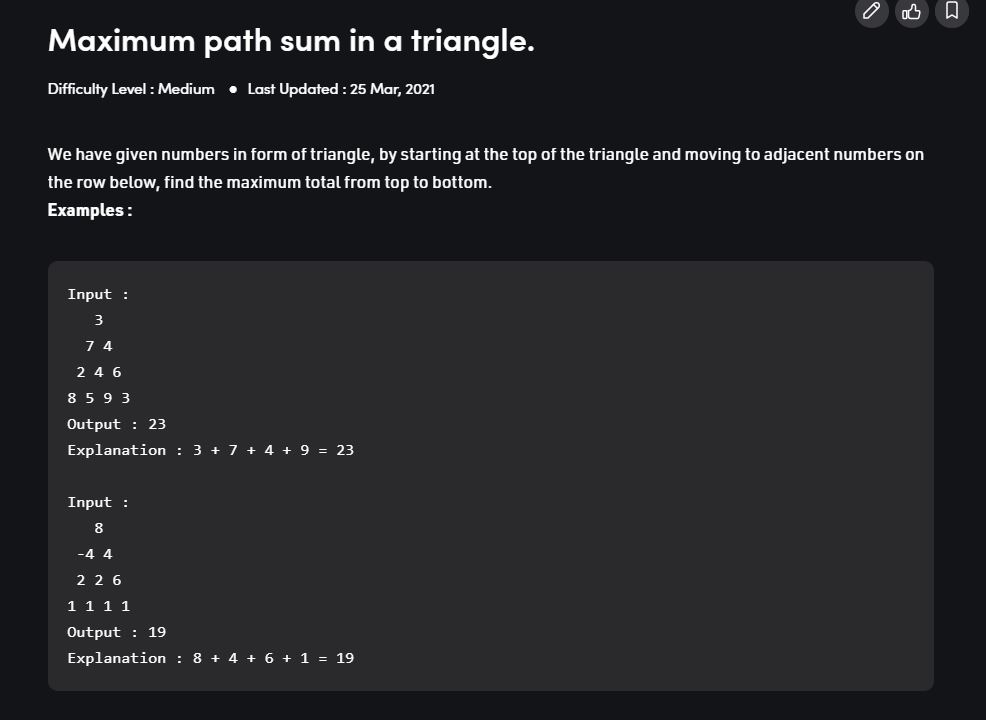 Maximum path sum in a triangle.
Difficulty Level : Medium ● Last Updated : 25 Mar, 2021
We have given numbers in form of triangle, by starting at the top of the triangle and moving to adjacent numbers on
the row below, find the maximum total from top to bottom.
Examples :
Input :
   3
  7 4
 2 4 6
8 5 9 3
Output : 23
Explanation : 3 + 7 + 4 + 9 = 23
Input :
   8
 -4 4
 2 2 6
1 1 1 1
Output : 19
Explanation : 8 + 4 + 6 + 1 = 19